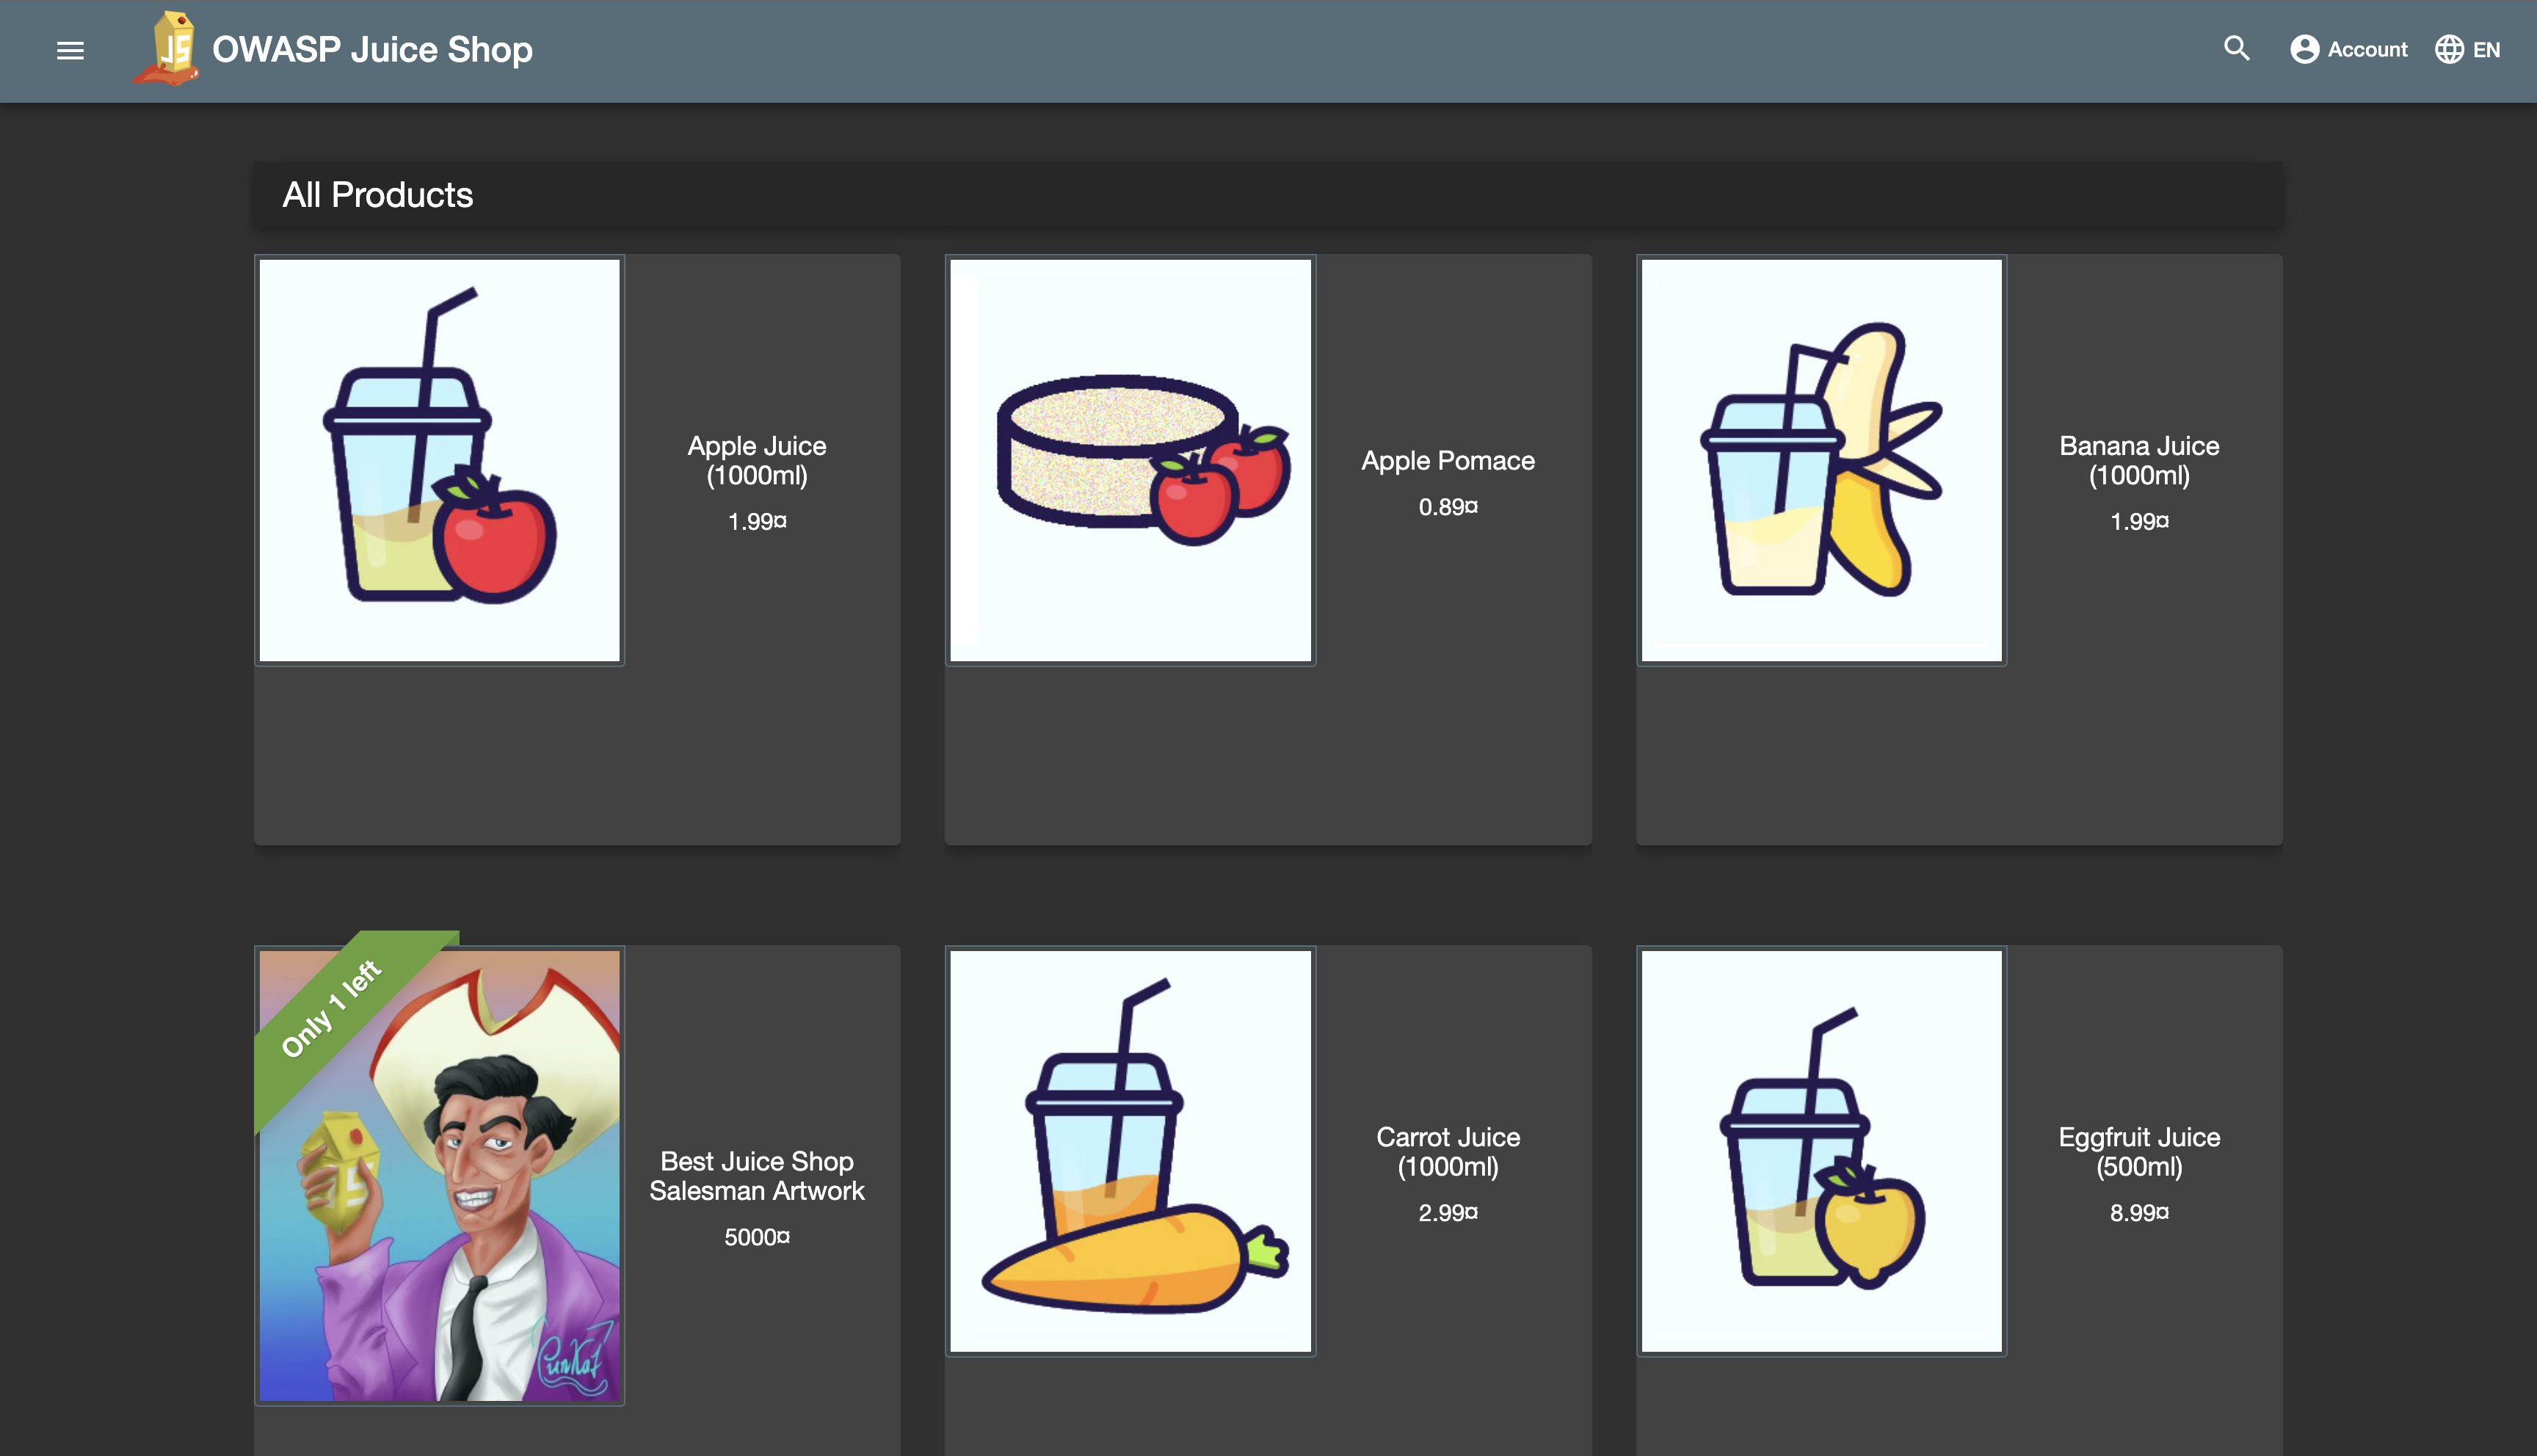 JS
OWASP Juice Shop
Account
EN
All Products
Apple Juice
(1000ml)
1.99¤
Apple Pomace
0.89¤
Banana Juice
(1000ml)
1.99¤
Only 1 left
Best Juice Shop
Salesman Artwork
5000¤
Carrot Juice
(1000ml)
2.99¤
Eggfruit Juice
(500ml)
8.99¤